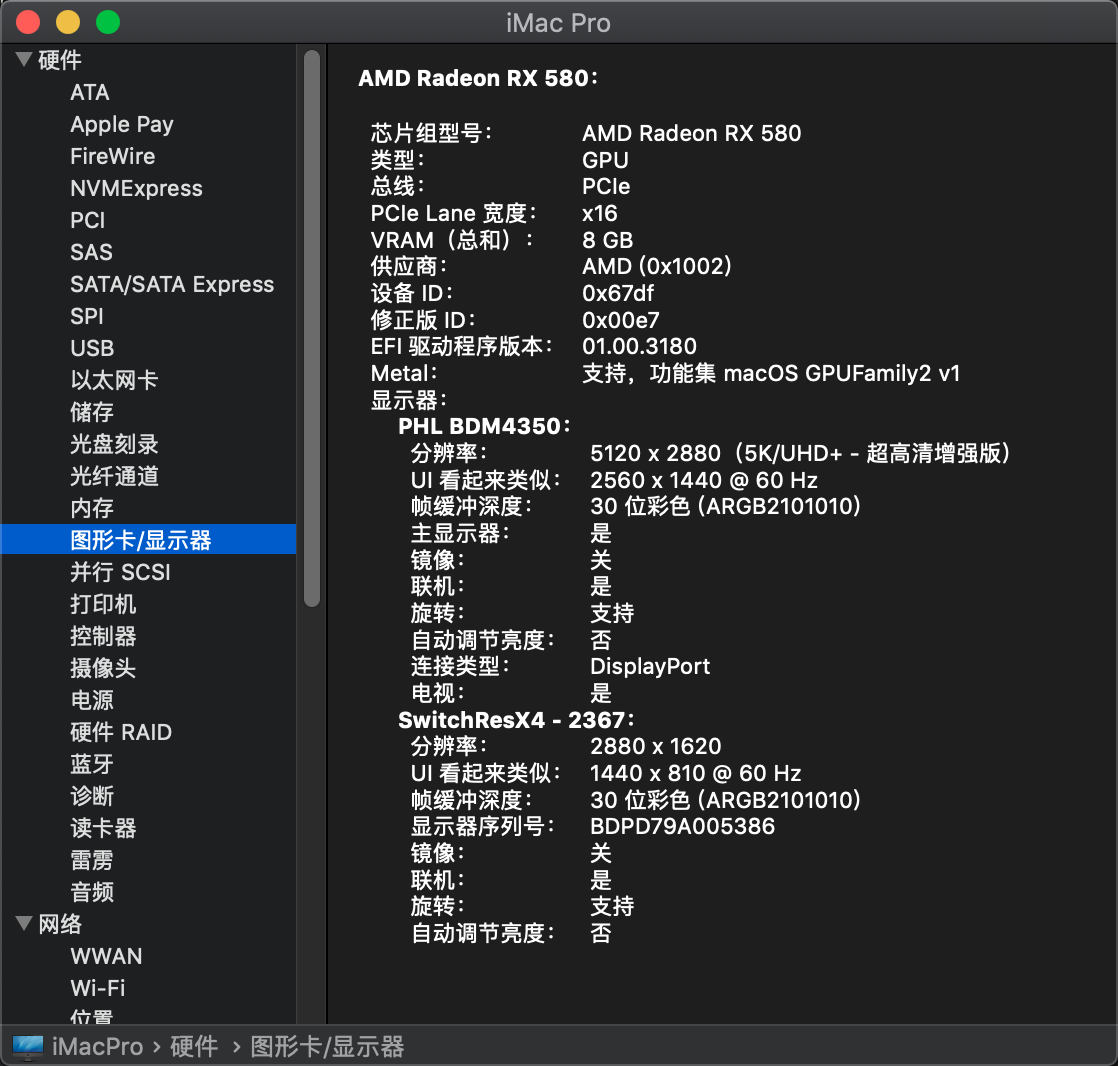 iMac Pro
硬件
ATA
Apple Pay
FireWire
NVMExpress
PCI
SAS
SATA/SATA Express
SPI
USB
以太网卡
储存
光盘刻录
光纤通道
内存
图形卡/显示器
并行 SCSI
打印机
控制器
摄像头
电源
硬件 RAID
蓝牙
诊断
读卡器
雷雳
音频
网络
WWAN
Wi-Fi
位置
AMD Radeon RX 580：
芯片组型号： AMD Radeon RX 580
类型： GPU
总线： PCIe
PCIe Lane 宽度： x16
VRAM（总和）： 8 GB
供应商： AMD (0x1002)
设备 ID： 0x67df
修正版 ID： 0x00e7
EFI 驱动程序版本： 01.00.3180
Metal： 支持，功能集 macOS GPUFamily2 v1
显示器：
PHL BDM4350：
分辨率： 5120 x 2880（5K/UHD+ - 超高清增强版）
UI 看起来类似： 2560 x 1440 @ 60 Hz
帧缓冲深度： 30 位彩色 (ARGB2101010)
主显示器： 是
镜像： 关
联机： 是
旋转： 支持
自动调节亮度： 否
连接类型： DisplayPort
电视： 是
SwitchResX4 - 2367：
分辨率： 2880 x 1620
UI 看起来类似： 1440 x 810 @ 60 Hz
帧缓冲深度： 30 位彩色 (ARGB2101010)
显示器序列号： BDPD79A005386
镜像： 关
联机： 是
旋转： 支持
自动调节亮度： 否
iMacPro › 硬件 › 图形卡/显示器